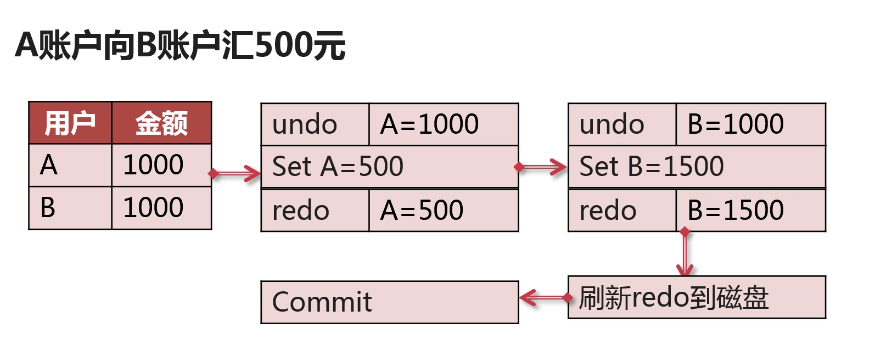 A账户向B账户汇500元
用户 金额
A 1000
B 1000
undo A=1000
Set A=500
redo A=500
undo B=1000
Set B=1500
redo B=1500
刷新redo到磁盘
Commit